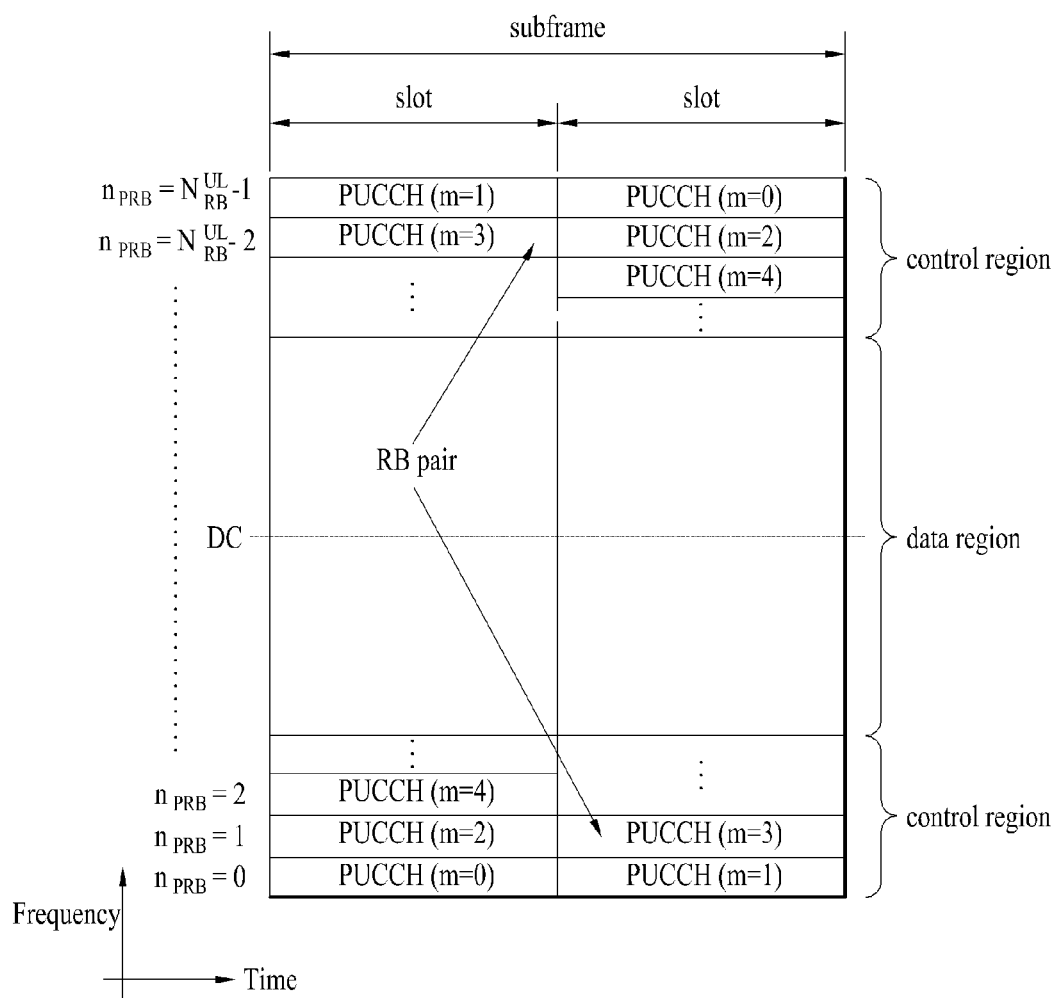 subframe
slot slot
n PRB = N UL RB -1 PUCCH (m=1) PUCCH (m=0)
n PRB = N UL RB - 2 PUCCH (m=3) PUCCH (m=2)
control region
PUCCH (m=4)
RB pair
DC
data region
n PRB = 2 PUCCH (m=4)
n PRB = 1 PUCCH (m=2) PUCCH (m=3)
control region
n PRB = 0 PUCCH (m=0) PUCCH (m=1)
Frequency
Time